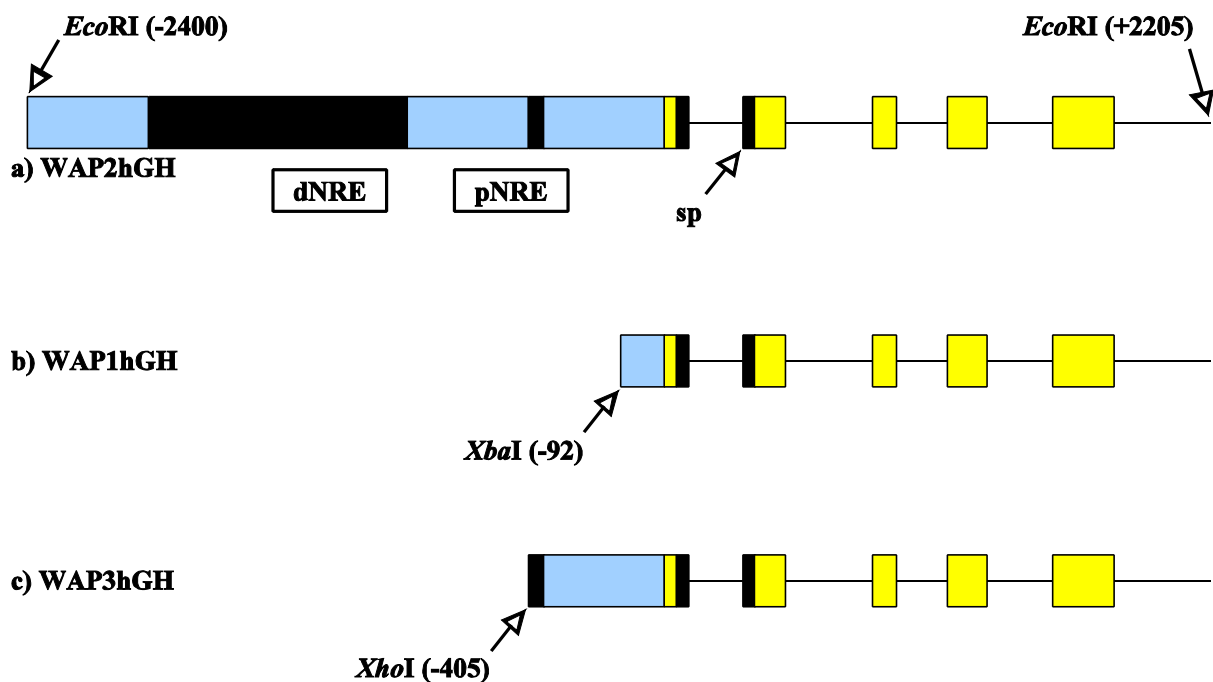 EcoRI (-2400)
EcoRI (+2205)
a) WAP2hGH
dNRE
pNRE
sp
b) WAP1hGH
XbaI (-92)
c) WAP3hGH
XhoI (-405)